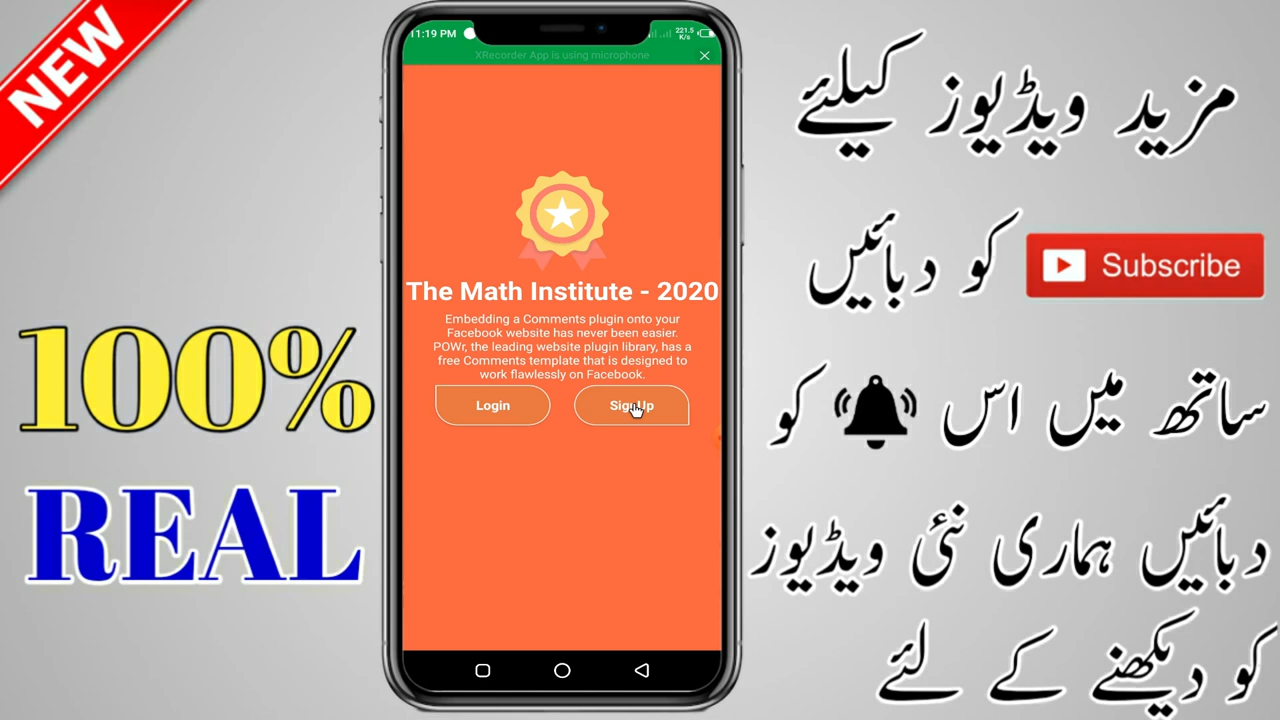 NEW
100%
REAL
11:19 PM
221.5
K/s
XRecorder App is using microphone
The Math Institute - 2020
Embedding a Comments plugin onto your
Facebook website has never been easier.
POWr, the leading website plugin library, has a
free Comments template that is designed to
work flawlessly on Facebook.
Login
SignUp
مزید ویڈیوز کیلئے
Subscribe کو دبائیں
ساتھ میں اس کو
دبائیں ہماری نئی ویڈیوز
کو دیکھنے کے لئے